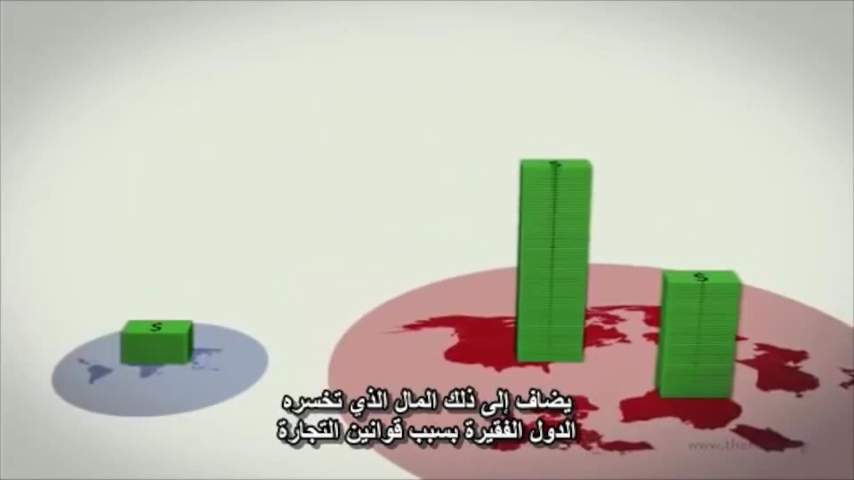 $
$
$
يضاف إلى ذلك المال الذي تخسره
الدول الفقيرة بسبب قوانين التجارة